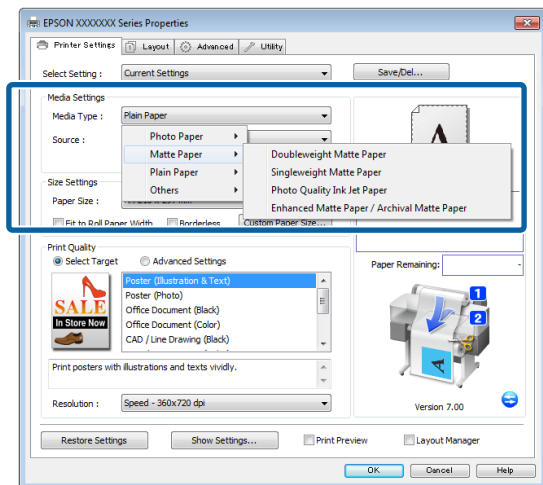 EPSON XXXXXXX Series Properties
Printer Settings Layout Advanced Utility
Select Setting : Current Settings Save/Del...
Media Settings
Media Type : Plain Paper
Source :
Photo Paper
Matte Paper
Plain Paper
Others
Doubleweight Matte Paper
Singleweight Matte Paper
Photo Quality Ink Jet Paper
Enhanced Matte Paper / Archival Matte Paper
A
Size Settings
Paper Size :
Fit to Roll Paper Width Borderless Custom Paper Size...
Print Quality
Select Target Advanced Settings
SALE
In Store Now
Poster (Illustration & Text)
Poster (Photo)
Office Document (Black)
Office Document (Color)
CAD / Line Drawing (Black)
Print posters with illustrations and texts vividly.
Resolution : Speed - 360x720 dpi
Paper Remaining: -
1
2
A
Version 7.00
Restore Settings Show Settings... Print Preview Layout Manager
OK Cancel Help